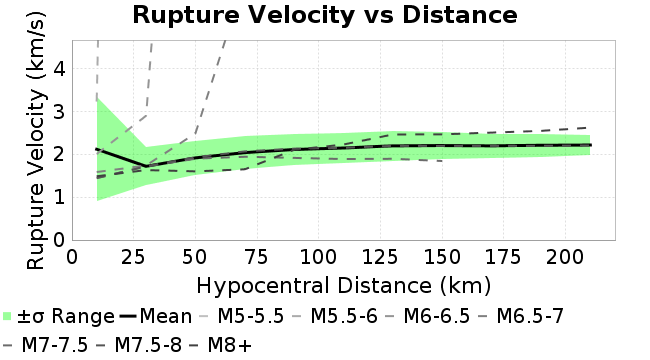 Rupture Velocity vs Distance
Rupture Velocity (km/s)
4
3
2
1
0
0 25 50 75 100 125 150 175 200
Hypocentral Distance (km)
±σ Range Mean M5-5.5 M5.5-6 M6-6.5 M6.5-7
M7-7.5 M7.5-8 M8+